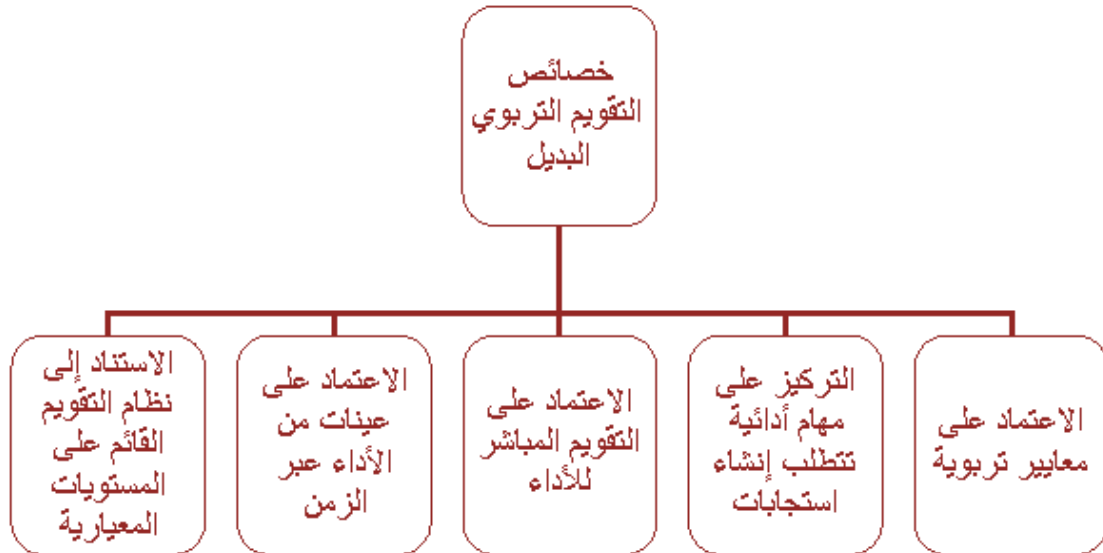 خصائص
التقويم التربوي
البديل
الاعتماد على
معايير تربوية
التركيز على
مهام أدائية
تتطلب إنشاء
استجابات
الاعتماد على
التقويم المباشر
للأداء
الاعتماد على
عينات من
الأداء عبر
الزمن
الاستناد إلى
نظام التقويم
القائم على
المستويات
المعيارية